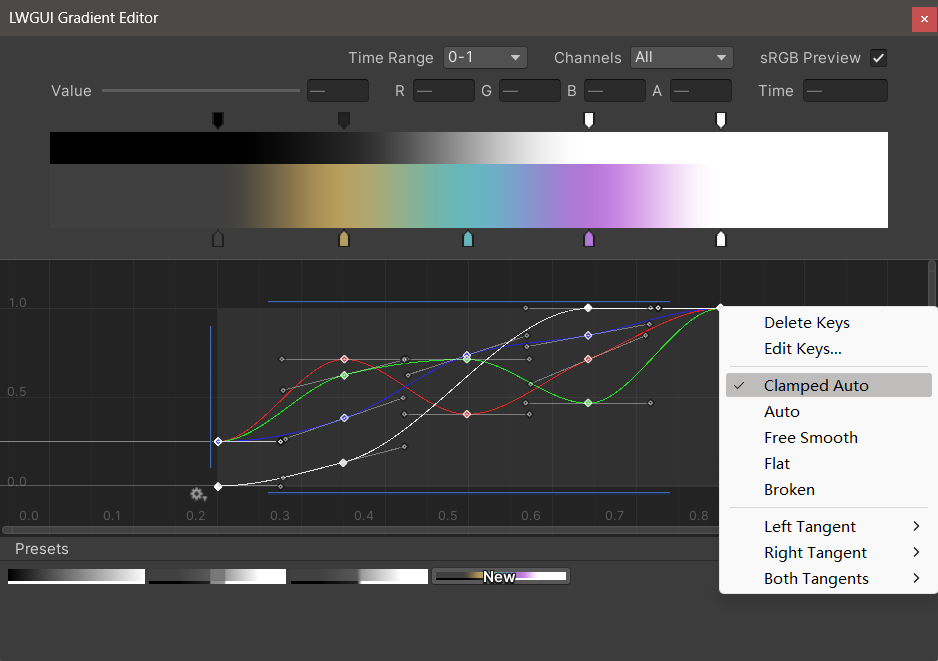 LWGUI Gradient Editor
×
Time Range 0-1 Channels All sRGB Preview
Value — R — G — B — A — Time —
1.0
0.5
0.0
0.0 0.1 0.2 0.3 0.4 0.5 0.6 0.7 0.8
Delete Keys
Edit Keys...
Clamped Auto
Auto
Free Smooth
Flat
Broken
Left Tangent
Right Tangent
Both Tangents
Presets
New